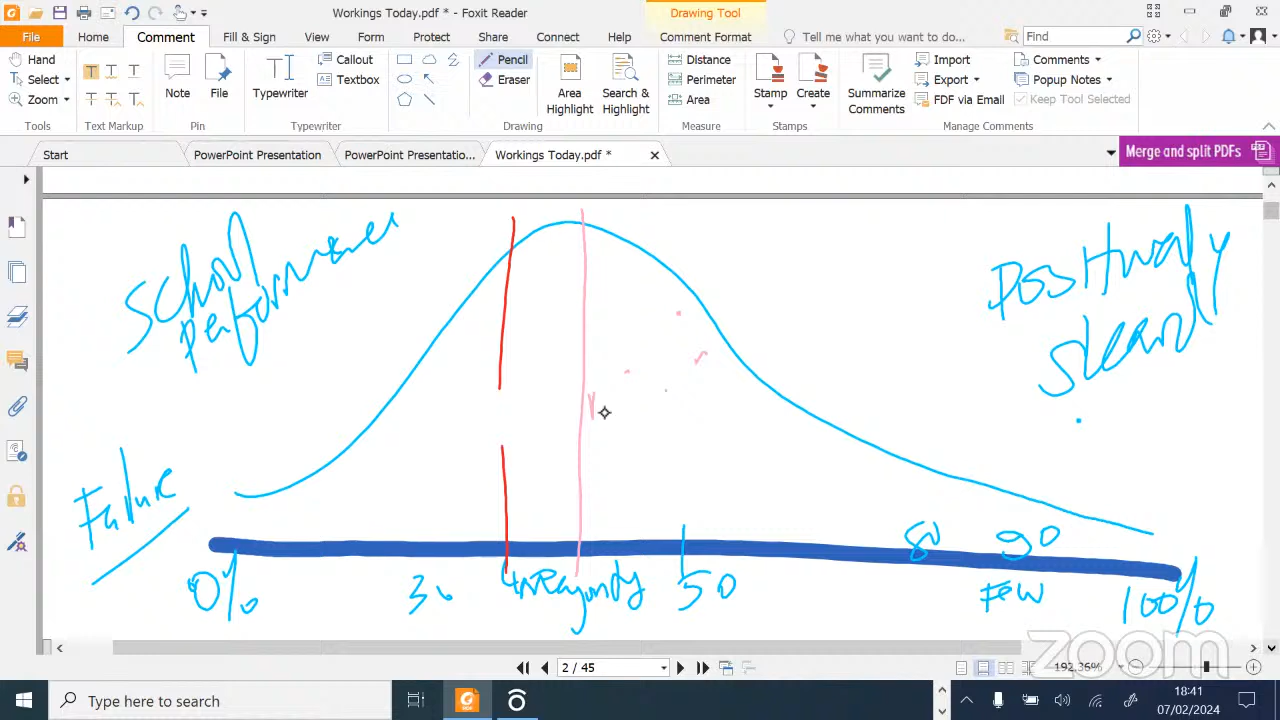 Workings Today.pdf * - Foxit Reader
Drawing Tool
File Home Comment Fill & Sign View Form Protect Share Connect Help Comment Format Tell me what you want to do... Find
Hand
Select
Zoom
Tools
Text Markup
Note
File
Pin
Typewriter
Callout
Textbox
Typewriter
Pencil
Eraser
Drawing
Area Highlight
Search & Highlight
Distance
Perimeter
Area
Measure
Stamp
Create
Stamps
Summarize Comments
Import
Export
FDF via Email
Comments
Popup Notes
Keep Tool Selected
Manage Comments
Start PowerPoint Presentation PowerPoint Presentatio... Workings Today.pdf * Merge and split PDFs
School
Performance
Positively
Failure
80 90
0% 30 50 Few 100%
zoom
2 / 45 192.36%
Type here to search
18:41
07/02/2024